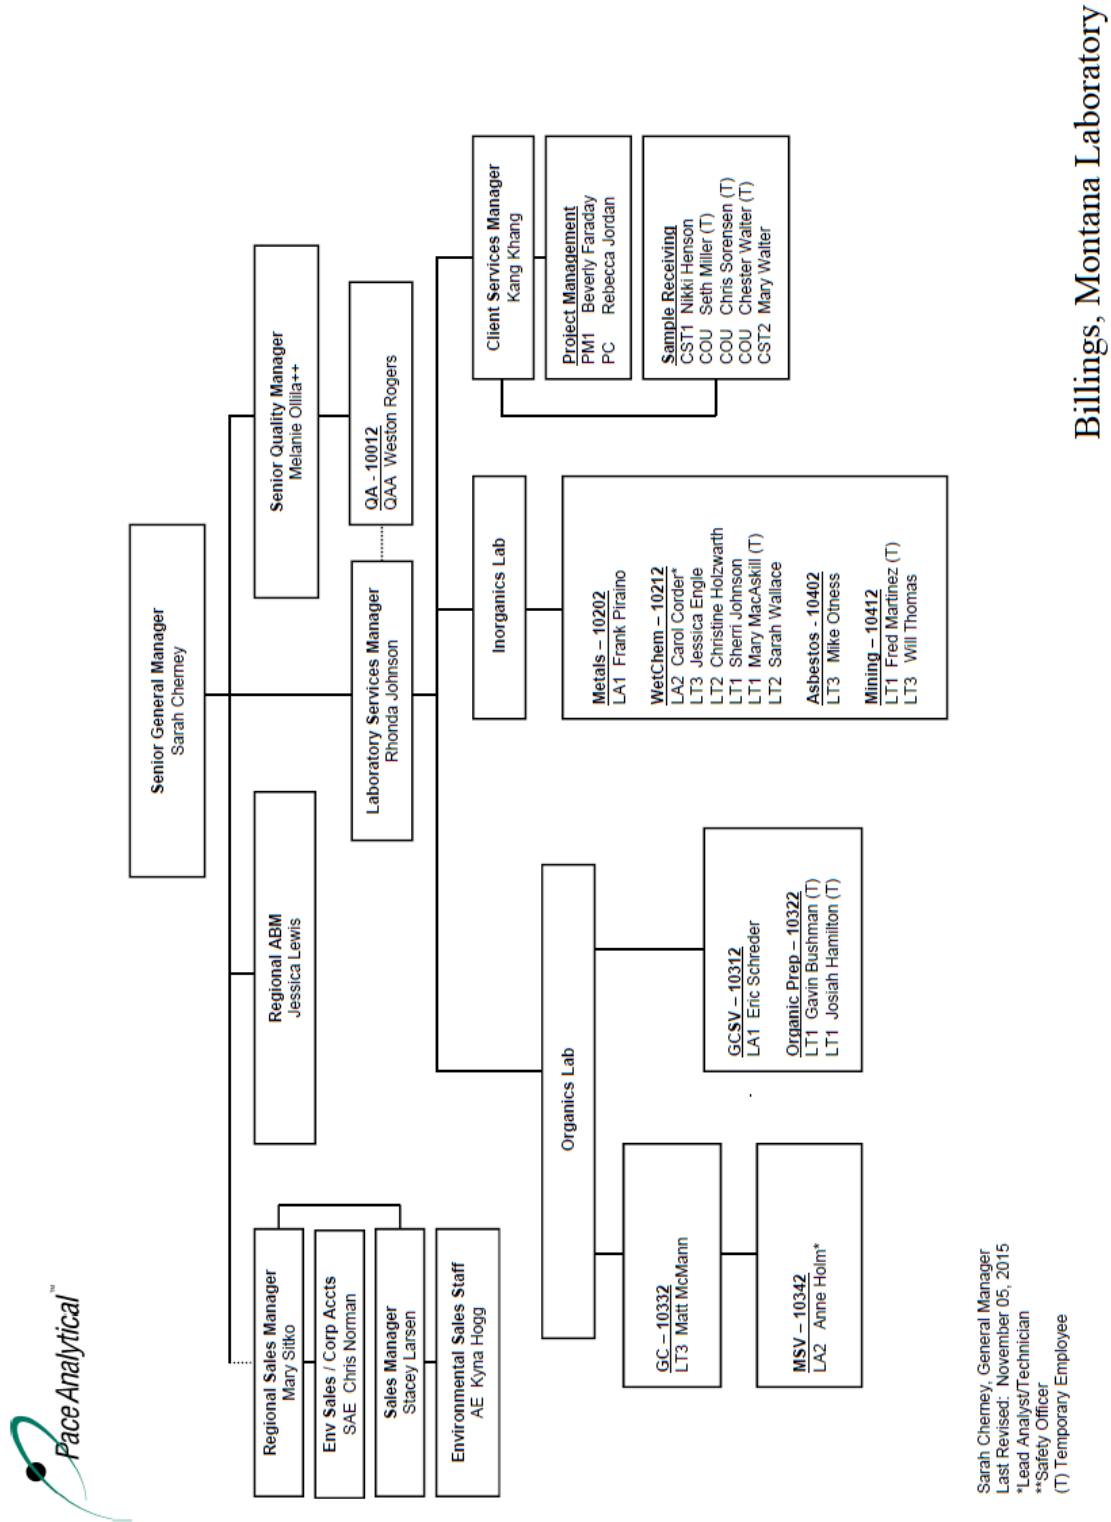 Pace Analytical™
Senior General Manager
Sarah Cherney
Regional Sales Manager
Mary Sitko
Env Sales / Corp Accts
SAE Chris Norman
Sales Manager
Stacey Larsen
Environmental Sales Staff
AE Kyna Hogg
Regional ABM
Jessica Lewis
Senior Quality Manager
Melanie Ollila++
QA - 10012
QAA Weston Rogers
Laboratory Services Manager
Rhonda Johnson
Organics Lab
GC – 10332
LT3 Matt McMann
MSV – 10342
LA2 Anne Holm*
GCSV – 10312
LA1 Eric Schreder
Organic Prep – 10322
LT1 Gavin Bushman (T)
LT1 Josiah Hamilton (T)
Inorganics Lab
Metals – 10202
LA1 Frank Piraino
WetChem – 10212
LA2 Carol Corder*
LT3 Jessica Engle
LT2 Christine Holzwarth
LT1 Sherri Johnson
LT1 Mary MacAskill (T)
LT2 Sarah Wallace
Asbestos - 10402
LT3 Mike Otness
Mining – 10412
LT1 Fred Martinez (T)
LT3 Will Thomas
Client Services Manager
Kang Khang
Project Management
PM1 Beverly Faraday
PC Rebecca Jordan
Sample Receiving
CST1 Nikki Henson
COU Seth Miller (T)
COU Chris Sorensen (T)
COU Chester Walter (T)
CST2 Mary Walter
Sarah Cherney, General Manager
Last Revised: November 05, 2015
*Lead Analyst/Technician
**Safety Officer
(T) Temporary Employee
Billings, Montana Laboratory